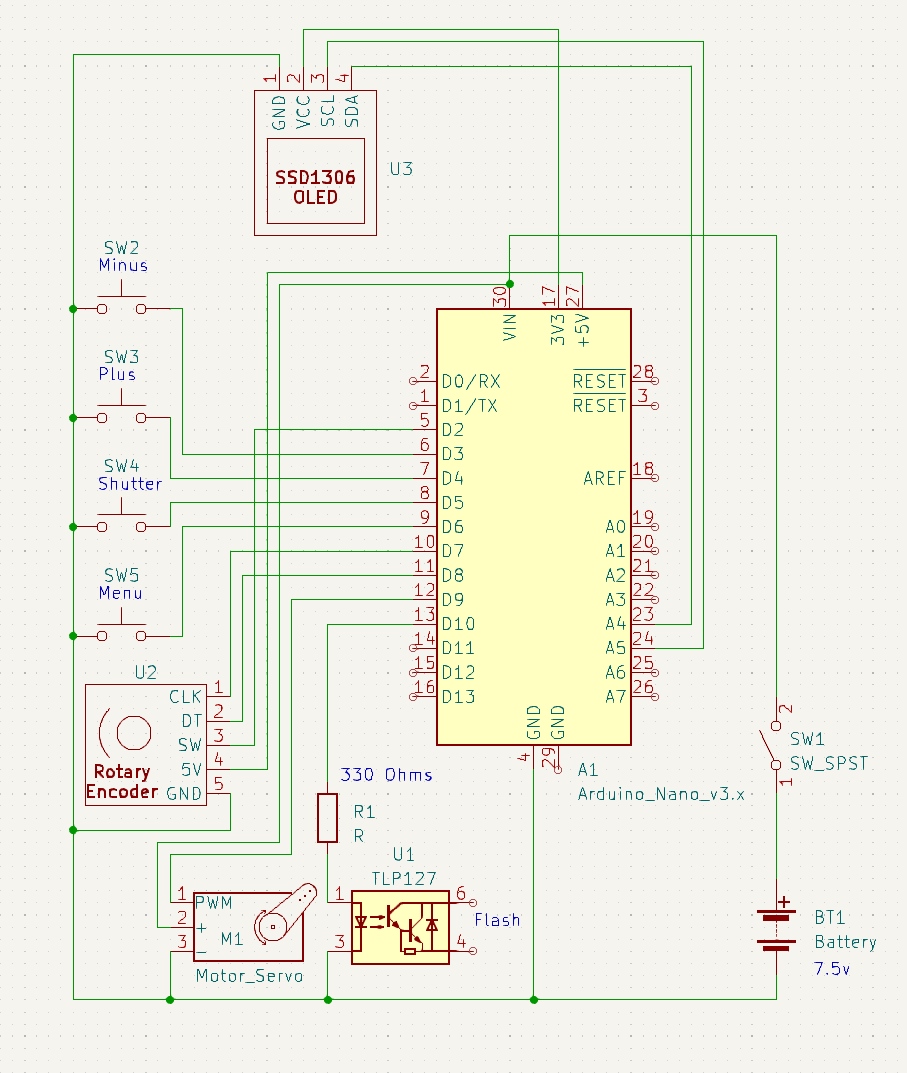 1 2 3 4
GND VCC SCL SDA
SSD1306
OLED
U3
SW2
Minus
SW3
Plus
SW4
Shutter
SW5
Menu
30 17 27
VIN 3V3 +5V
2 D0/RX
1 D1/TX
5 D2
6 D3
7 D4
8 D5
9 D6
10 D7
11 D8
12 D9
13 D10
14 D11
15 D12
16 D13
RESET 28
RESET 3
AREF 18
A0 19
A1 20
A2 21
A3 22
A4 23
A5 24
A6 25
A7 26
GND GND
4 29
A1
Arduino_Nano_v3.x
U2
CLK 1
DT 2
SW 3
5V 4
GND 5
Rotary
Encoder
330 Ohms
R1
R
U1
TLP127
1 6
3 4
Flash
1 PWM
2 +
3 -
M1
Motor_Servo
2
SW1
SW_SPST
1
+
BT1
Battery
7.5v